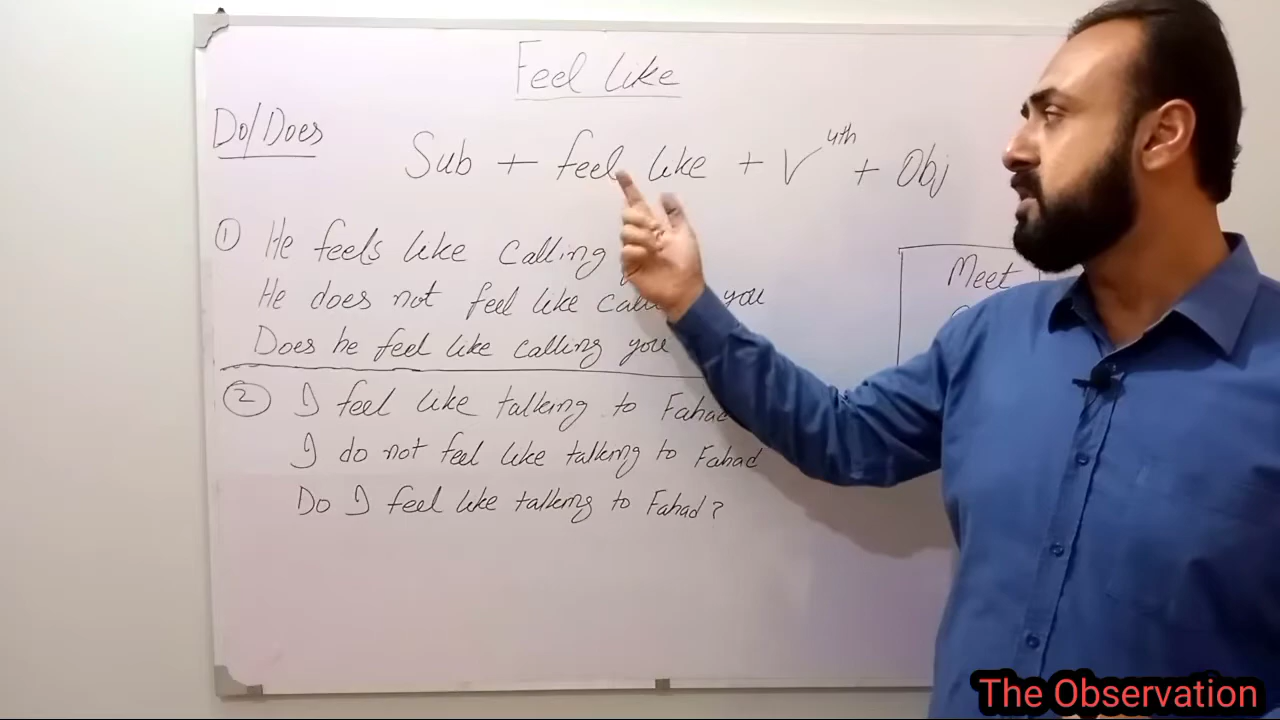 Feel Like
Do/Does
Sub + feel like + V 4th + Obj
① He feels like calling
He does not feel like you
Does he feel like calling you
② I feel like talking to Fahad
I do not feel like talking to Fahad
Do I feel like talking to Fahad?
Meet
The Observation